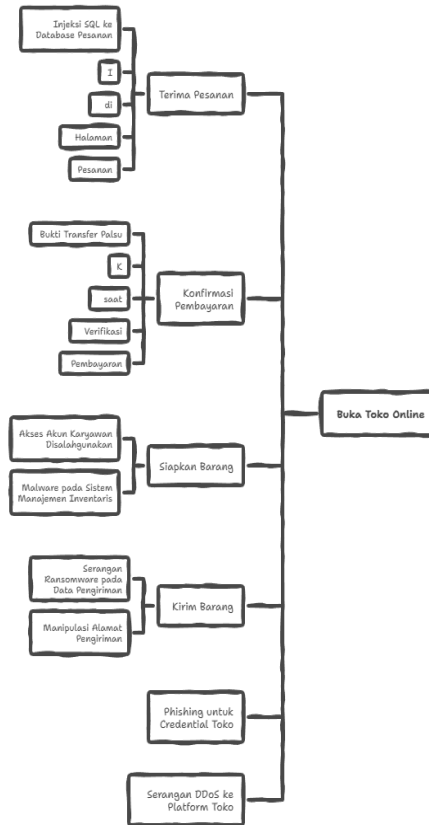 Injeksi SQL ke
Database Pesanan
I
di
Halaman
Pesanan
Terima Pesanan
Bukti Transfer Palsu
K
saat
Verifikasi
Pembayaran
Konfirmasi
Pembayaran
Buka Toko Online
Akses Akun Karyawan
Disalahgunakan
Malware pada Sistem
Manajemen Inventaris
Siapkan Barang
Serangan
Ransomware pada
Data Pengiriman
Manipulasi Alamat
Pengiriman
Kirim Barang
Phishing untuk
Credential Toko
Serangan DDoS ke
Platform Toko